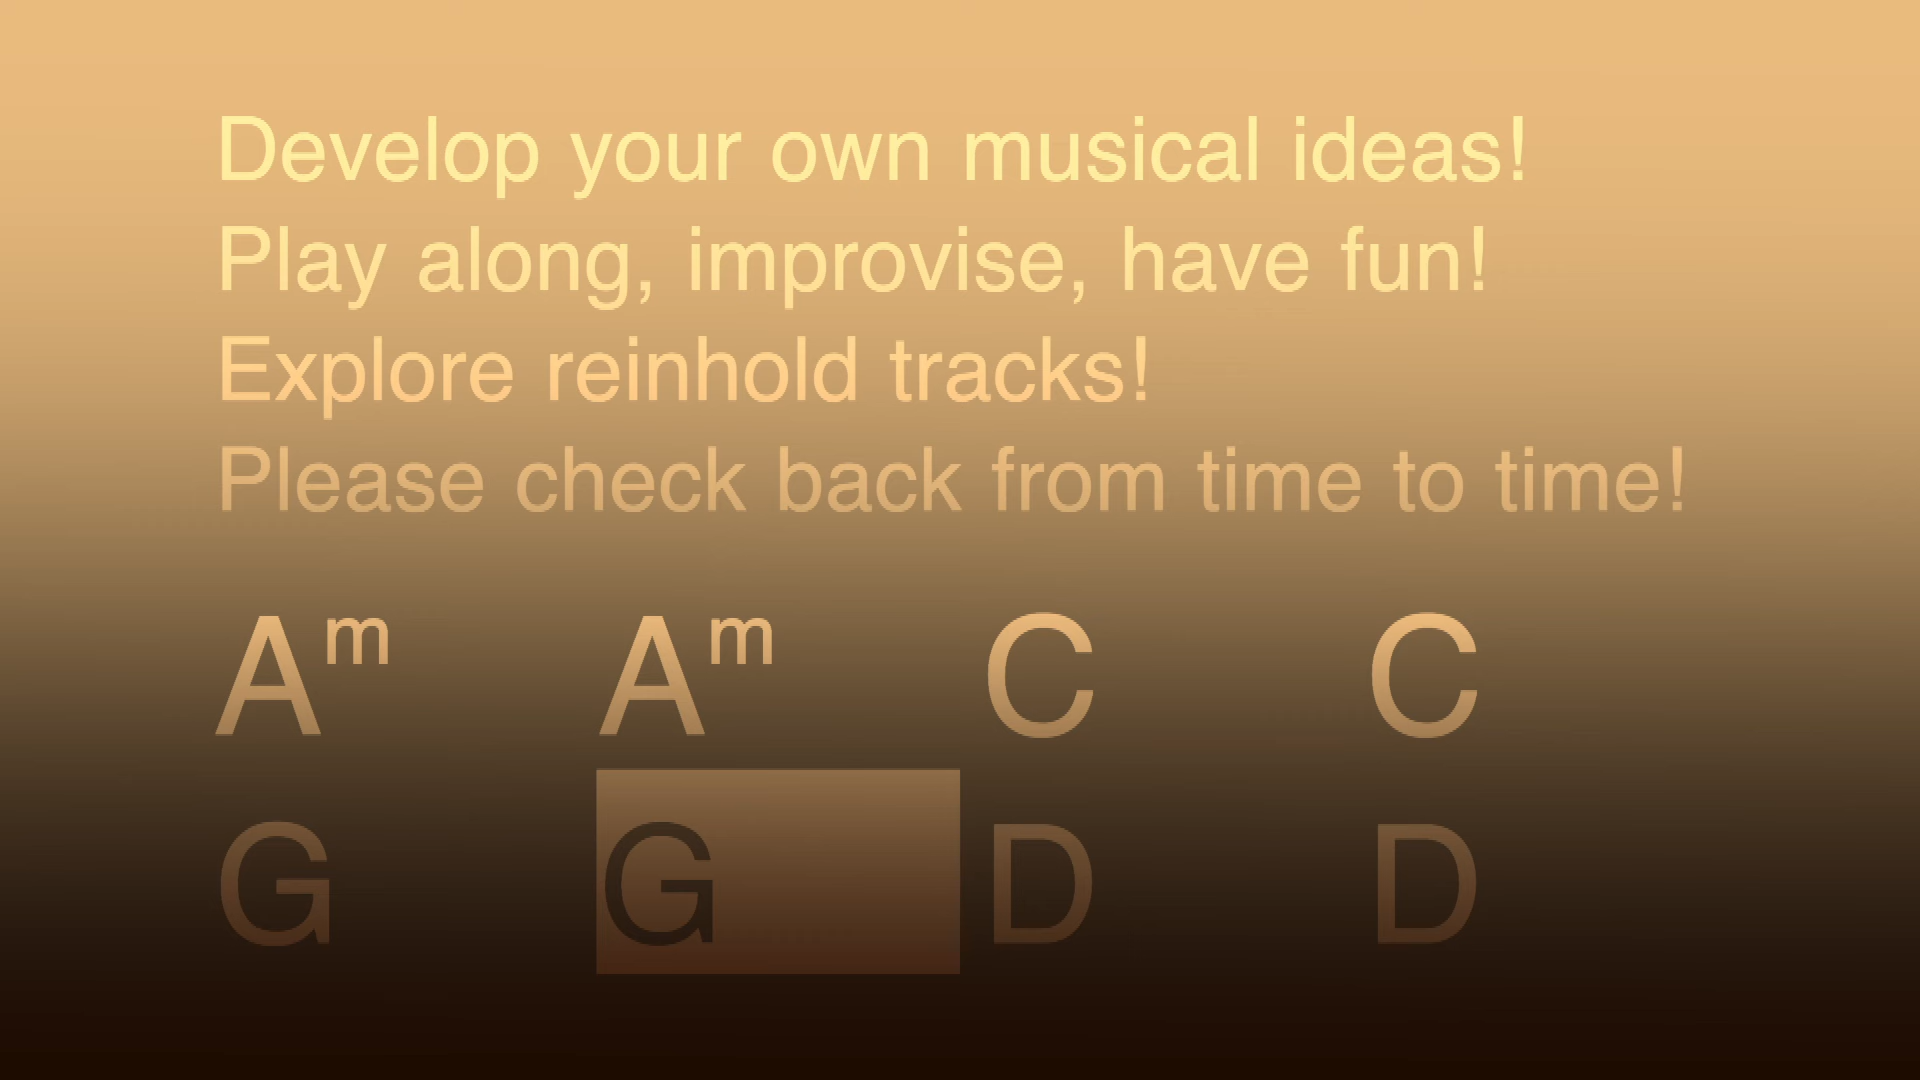 Develop your own musical ideas!
Play along, improvise, have fun!
Explore reinhold tracks!
Please check back from time to time!
Am Am C C
G G D D